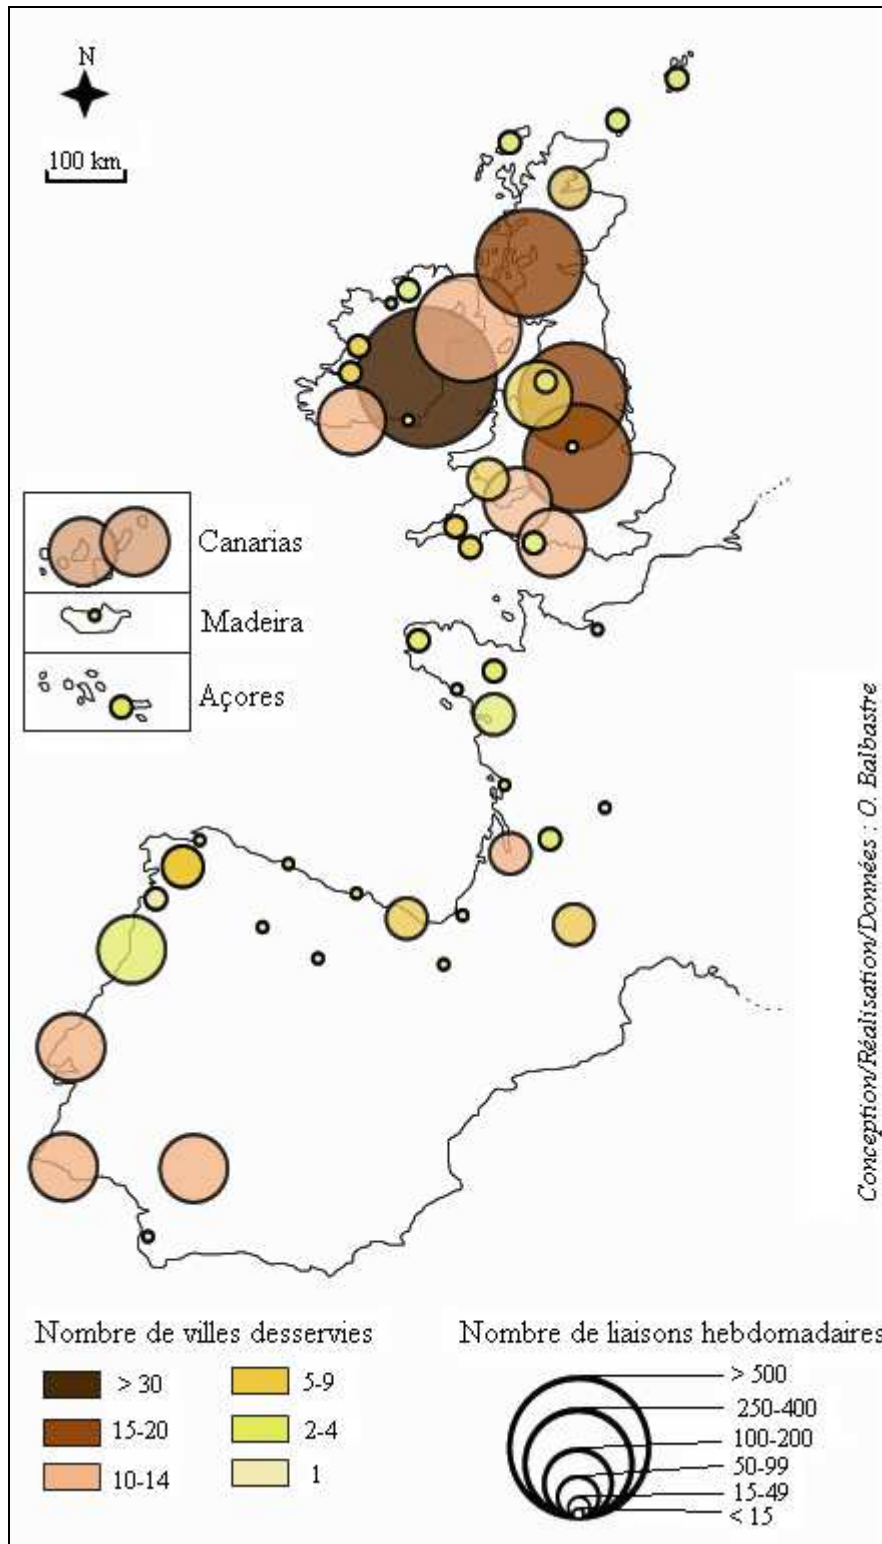 N
100 km
Canarias
Madeira
Açores
Conception/Réalisation/Données : O. Balbastre
Nombre de villes desservies
> 30
15-20
10-14
5-9
2-4
1
Nombre de liaisons hebdomadaires
> 500
250-400
100-200
50-99
15-49
< 15